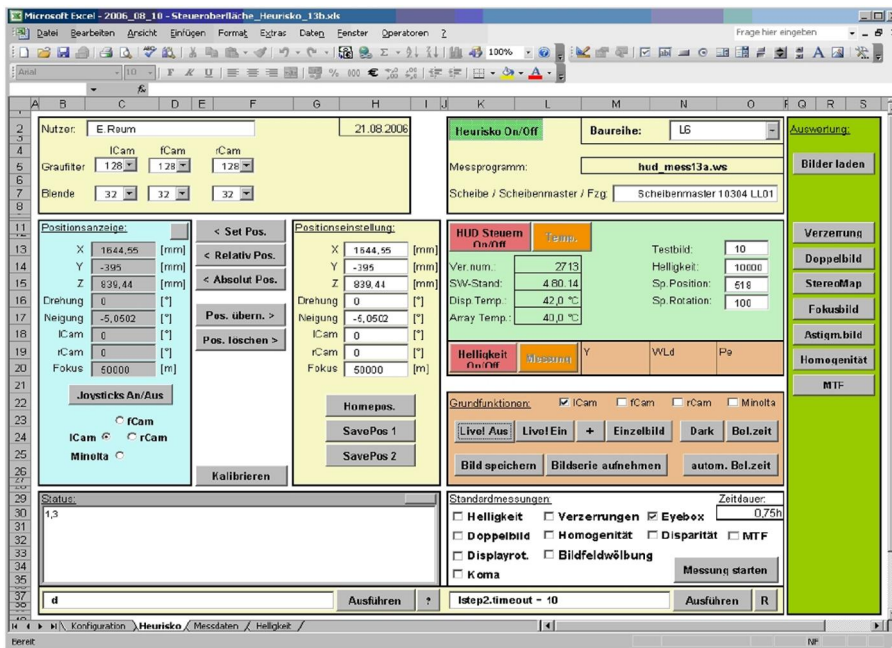 Microsoft Excel - 2006_08_10 - Steueroberfläche_Heurisko_13b.xls
Datei Bearbeiten Ansicht Einfügen Format Extras Daten Fenster Operatoren ?
Frage hier eingeben
100%
Arial 10 F K U
fx
A B C D E F G H I J K L M N O P Q R S
2 Nutzer: E.Raum 21.08.2006
Heurisko On/Off Baureihe: L6
Auswertung:
lCam fCam rCam
Graufilter 128 128 128
Messprogramm: hud_mess13a.ws
Bilder laden
Blende 32 32 32
Scheibe / Scheibenmaster / Fzg: Scheibenmaster 10304 LL01
Positionsanzeige:
< Set Pos.
Positionseinstellung:
HUD Steuern On/Off
Temp.
Verzerrung
X 1644,55 [mm]
< Relativ Pos.
X 1644,55 [mm]
Testbild: 10
Doppelbild
Y -395 [mm]
Y -395 [mm]
Ver.num.: 2713
Helligkeit: 10000
StereoMap
Z 839,44 [mm]
< Absolut Pos.
Z 839,44 [mm]
SW-Stand: 4.80.14
Sp.Position: 518
Fokusbild
Drehung 0 [°]
Drehung 0 [°]
Disp.Temp.: 42,0 °C
Sp.Rotation: 100
Neigung -5,0502 [°]
Pos. übern. >
Neigung -5,0502 [°]
Array Temp.: 40,0 °C
Astigm.bild
lCam 0 [°]
Pos. löschen >
lCam 0 [°]
rCam 0 [°]
rCam 0 [°]
Helligkeit On/Off
Messung
Y WLd Pe
Homogenität
Fokus 50000 [m]
Fokus 50000 [m]
MTF
Joysticks An/Aus
Homepos.
Grundfunktionen: lCam fCam rCam Minolta
fCam
lCam rCam
SavePos 1
Live! Aus Live! Ein + Einzelbild Dark Bel.zeit
Minolta
SavePos 2
Kalibrieren
Bild speichern Bildserie aufnehmen autom. Bel.zeit
Status:
1,3
Standardmessungen: Zeitdauer:
0,75h
Helligkeit Verzerrungen Eyebox
Doppelbild Homogenität Disparität MTF
Displayrot. Bildfeldwölbung
Koma
Messung starten
d Ausführen ?
lstep2.timeout = 10 Ausführen R
Konfiguration Heurisko Messdaten Helligkeit
Bereit NF